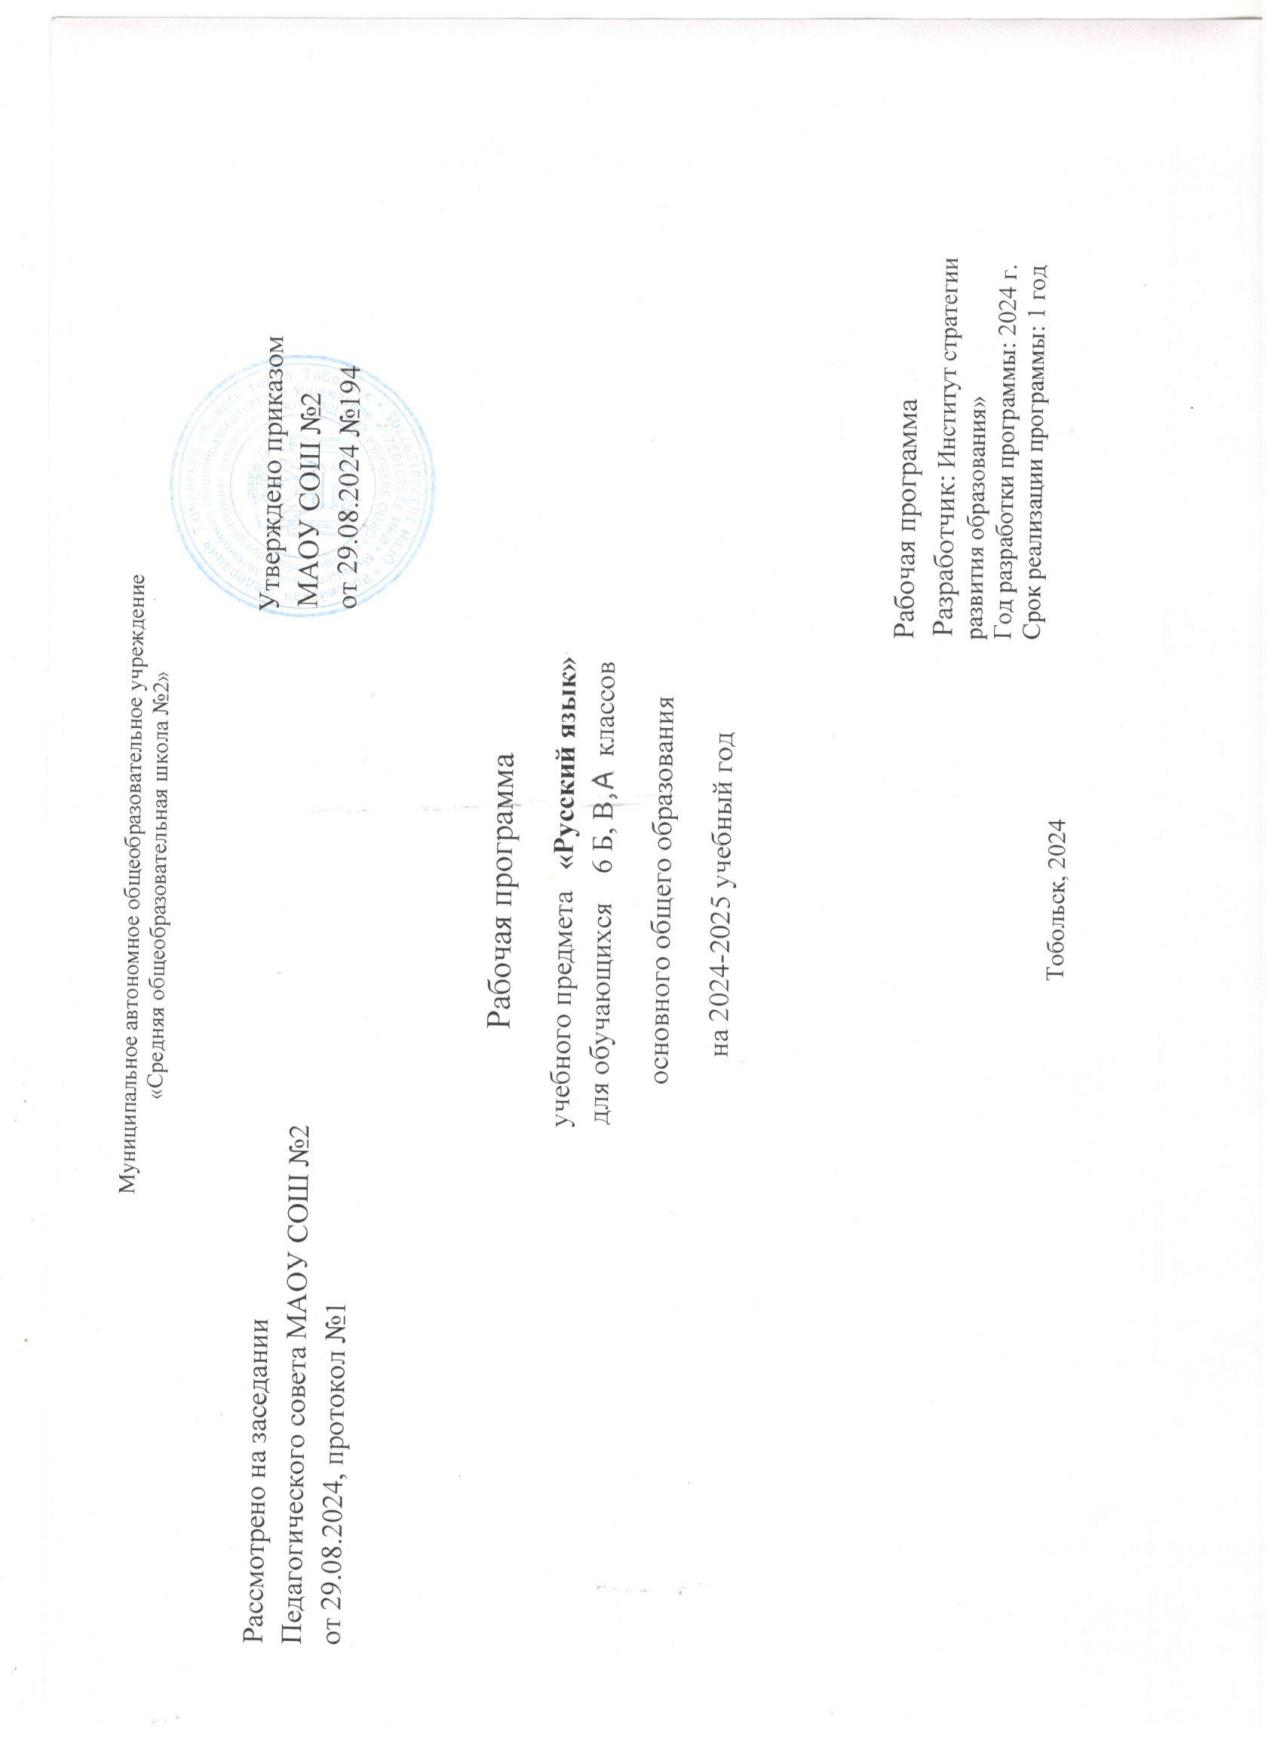 Муниципальное автономное общеобразовательное учреждение
«Средняя общеобразовательная школа №2»
Рассмотрено на заседании
Педагогического совета МАОУ СОШ №2
от 29.08.2024, протокол №1
Утверждено приказом
МАОУ СОШ №2
от 29.08.2024 №194
Рабочая программа
учебного предмета «Русский язык»
для обучающихся 6 Б, В,А классов
основного общего образования
на 2024-2025 учебный год
Рабочая программа
Разработчик: Институт стратегии
развития образования»
Год разработки программы: 2024 г.
Срок реализации программы: 1 год
Тобольск, 2024